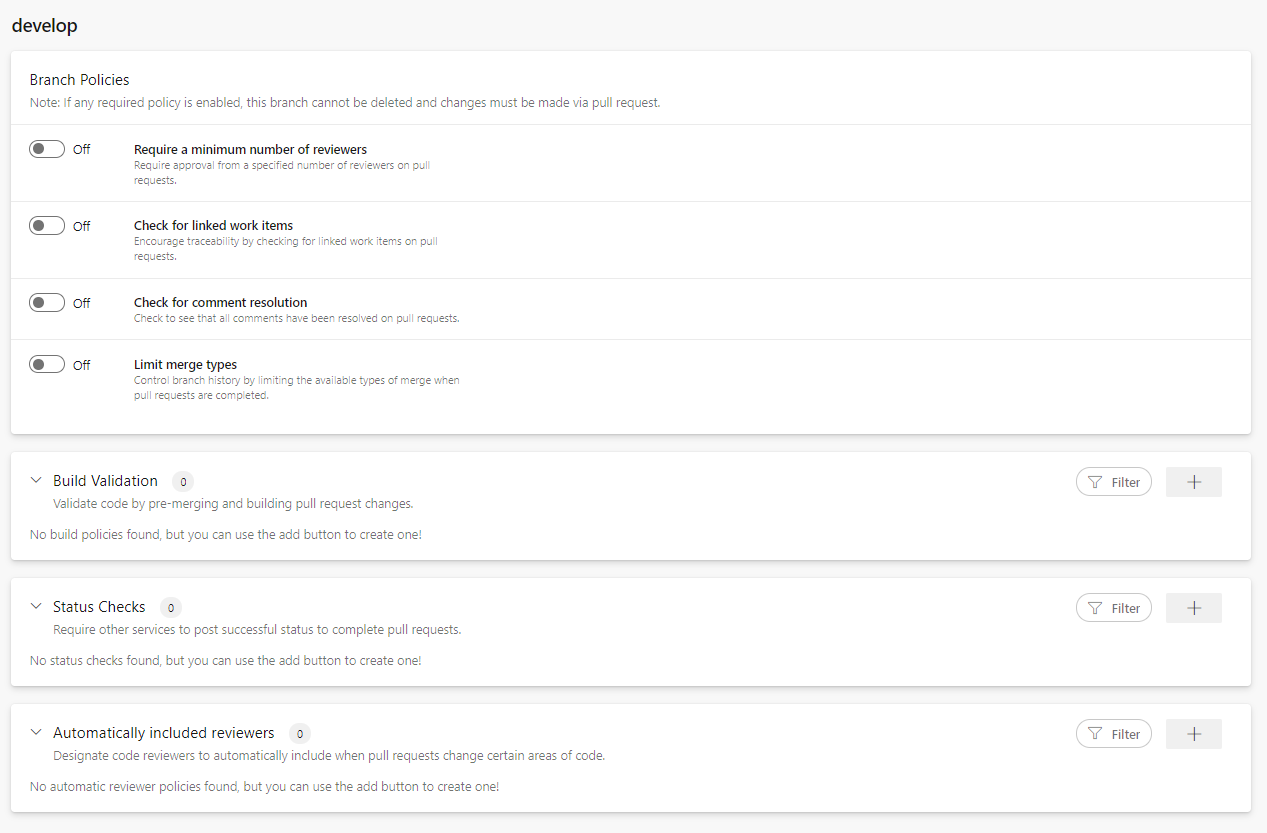 develop
Branch Policies
Note: If any required policy is enabled, this branch cannot be deleted and changes must be made via pull request.
Off
Require a minimum number of reviewers
Require approval from a specified number of reviewers on pull
requests.
Off
Check for linked work items
Encourage traceability by checking for linked work items on pull
requests.
Off
Check for comment resolution
Check to see that all comments have been resolved on pull requests.
Off
Limit merge types
Control branch history by limiting the available types of merge when
pull requests are completed.
Build Validation 0
Filter
Validate code by pre-merging and building pull request changes.
No build policies found, but you can use the add button to create one!
Status Checks 0
Filter
Require other services to post successful status to complete pull requests.
No status checks found, but you can use the add button to create one!
Automatically included reviewers 0
Filter
Designate code reviewers to automatically include when pull requests change certain areas of code.
No automatic reviewer policies found, but you can use the add button to create one!